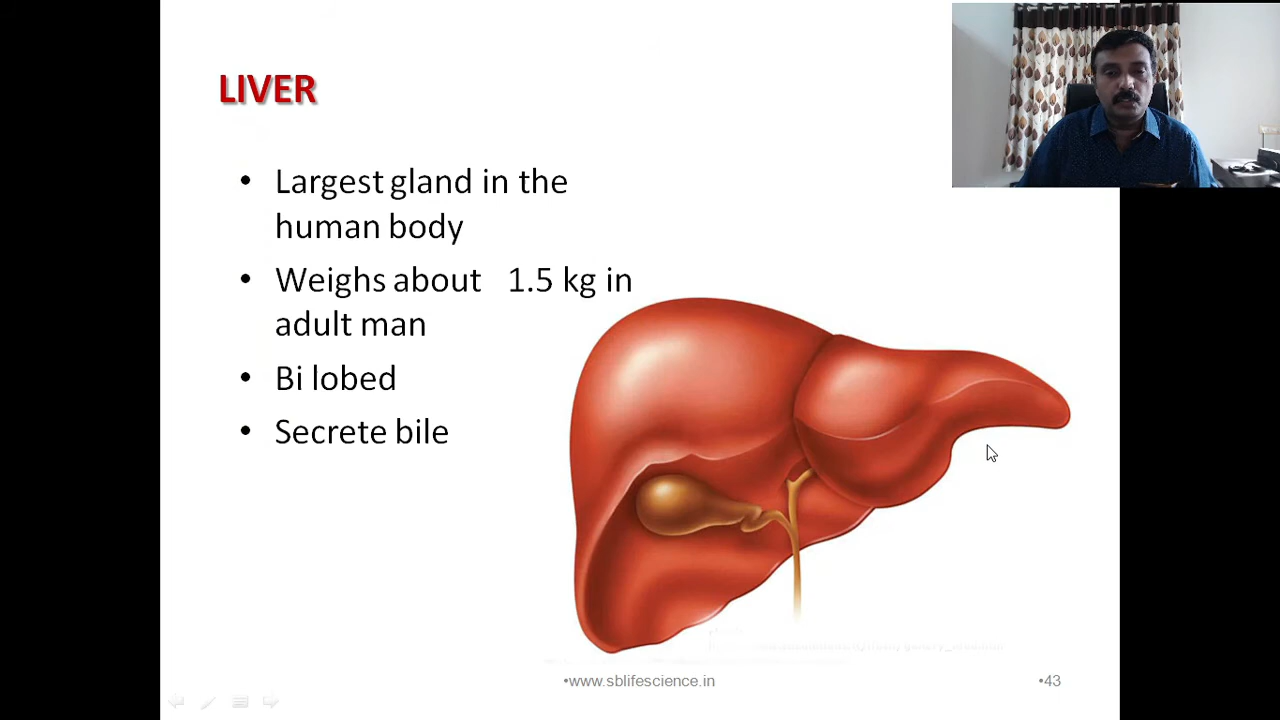 LIVER
• Largest gland in the
human body
• Weighs about 1.5 kg in
adult man
• Bi lobed
• Secrete bile
•www.sblifescience.in
•43